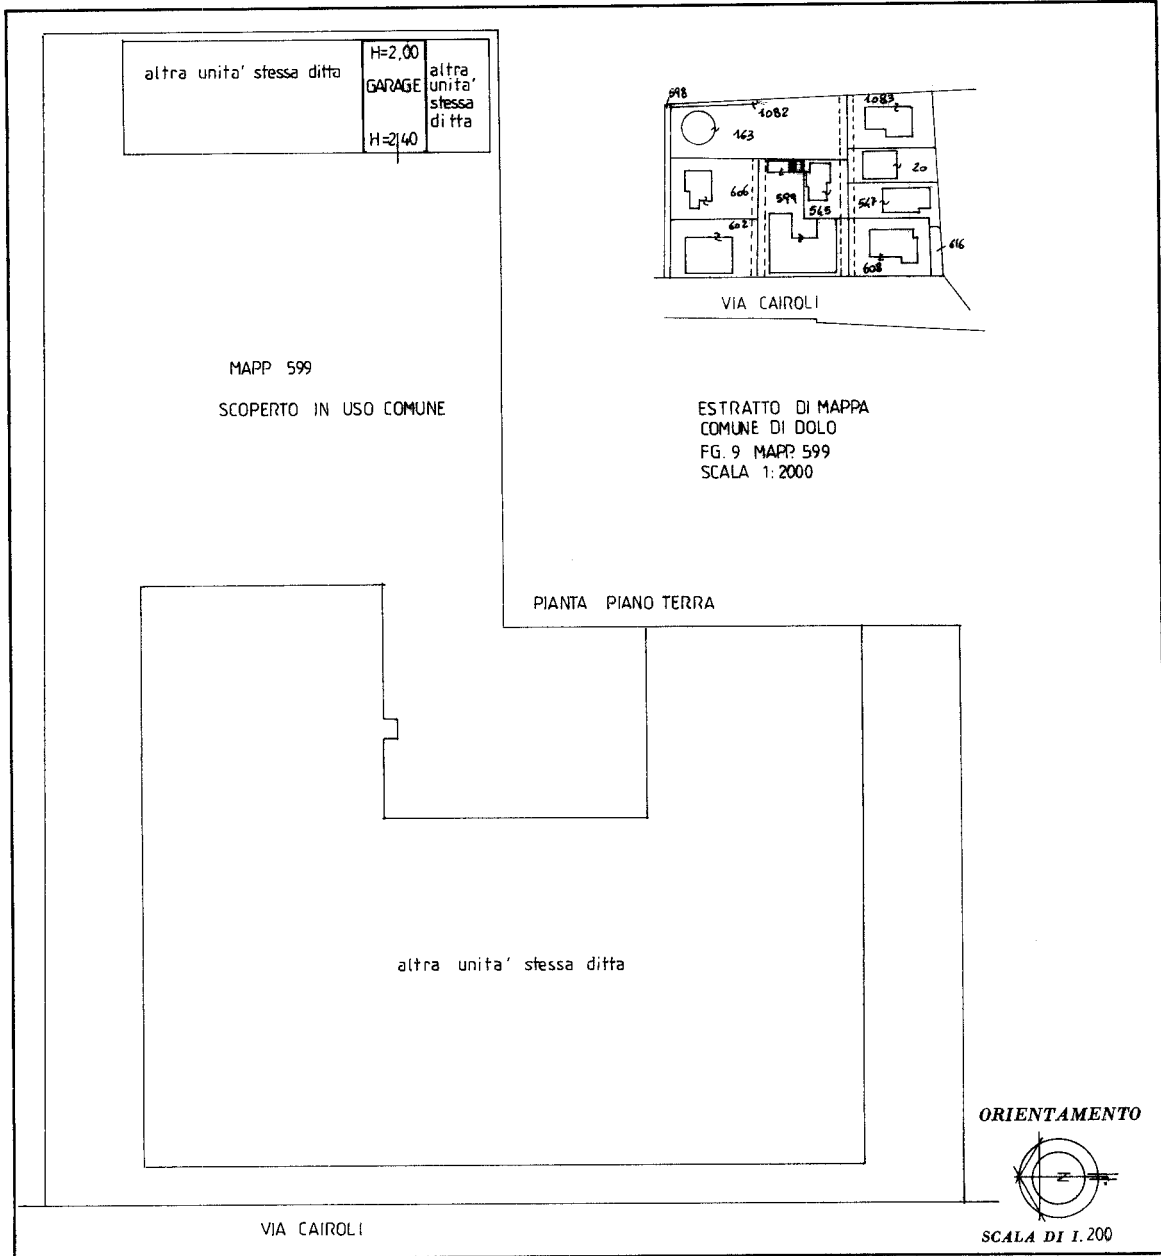 altra unita' stessa ditta
H=2,00
GARAGE
H=2,40
altra
unita'
stessa
ditta
598
1082
1083
163
20
606
599
565
567
602
608
616
VIA CAIROLI
MAPP 599
SCOPERTO IN USO COMUNE
ESTRATTO DI MAPPA
COMUNE DI DOLO
FG. 9 MAPP. 599
SCALA 1:2000
PIANTA PIANO TERRA
altra unita' stessa ditta
ORIENTAMENTO
N
SCALA DI 1.200
VIA CAIROLI